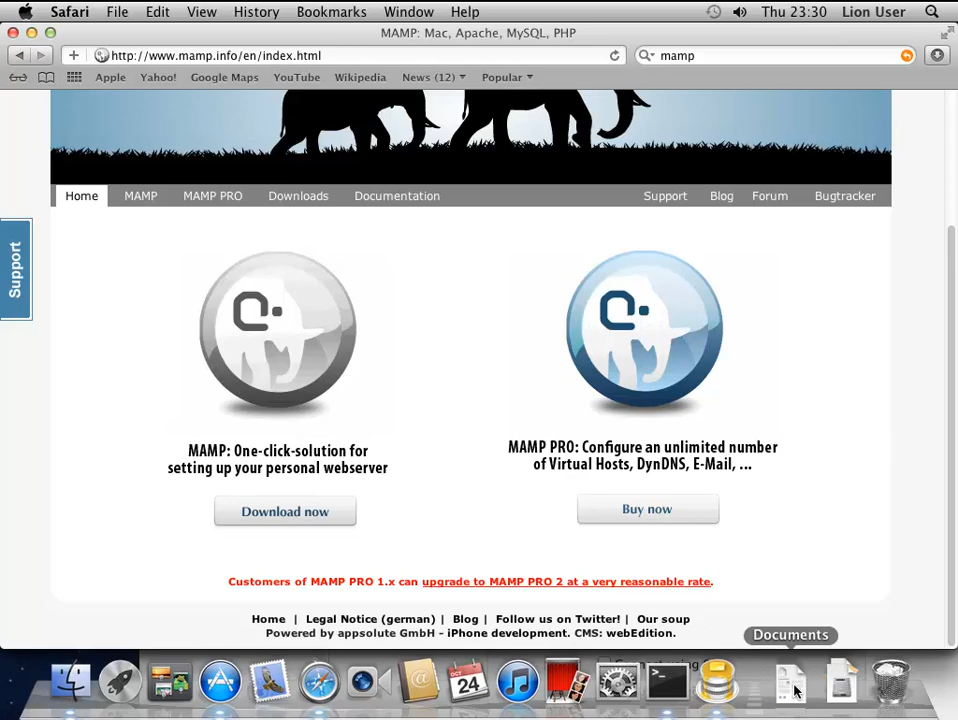 Safari File Edit View History Bookmarks Window Help Thu 23:30 Lion User
MAMP: Mac, Apache, MySQL, PHP
http://www.mamp.info/en/index.html mamp
Apple Yahoo! Google Maps YouTube Wikipedia News (12) Popular
Home MAMP MAMP PRO Downloads Documentation Support Blog Forum Bugtracker
Support
MAMP: One-click-solution for
setting up your personal webserver
MAMP PRO: Configure an unlimited number
of Virtual Hosts, DynDNS, E-Mail, ...
Download now
Buy now
Customers of MAMP PRO 1.x can upgrade to MAMP PRO 2 at a very reasonable rate.
Home | Legal Notice (german) | Blog | Follow us on Twitter! | Our soup
Powered by appsolute GmbH - iPhone development. CMS: webEdition.
Documents
24